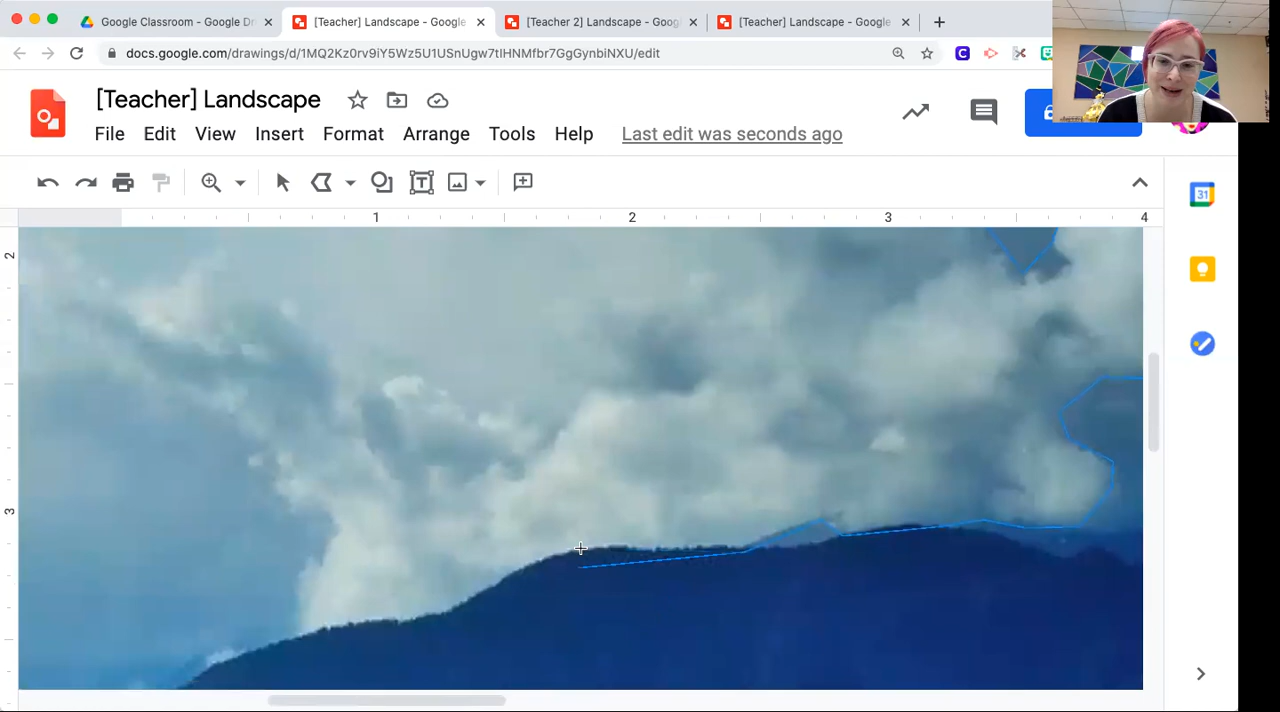 Google Classroom - Google Dr
[Teacher] Landscape - Google
[Teacher 2] Landscape - Goog
[Teacher] Landscape - Google
docs.google.com/drawings/d/1MQ2Kz0rv9iY5Wz5U1USnUgw7tIHNMfbr7GgGynbiNXU/edit
[Teacher] Landscape
File Edit View Insert Format Arrange Tools Help Last edit was seconds ago
1 2 3 4
31
2
3